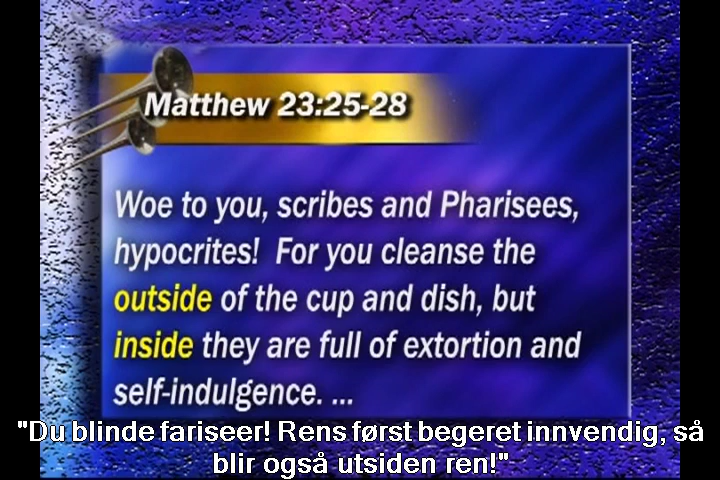 Matthew 23:25-28
Woe to you, scribes and Pharisees,
hypocrites!  For you cleanse the
outside of the cup and dish, but
inside they are full of extortion and
self-indulgence. ...
"Du blinde fariseer! Rens først begeret innvendig, så
blir også utsiden ren!"